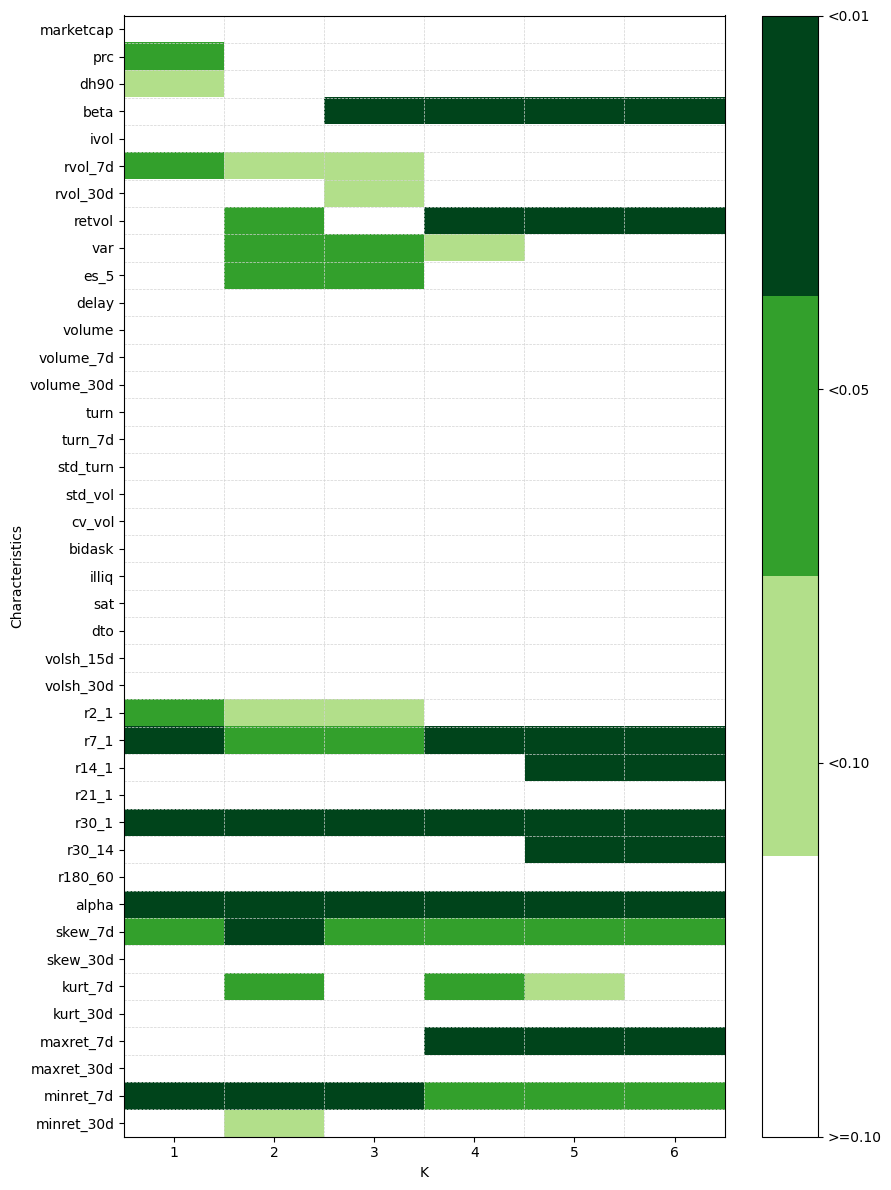 marketcap
prc
dh90
beta
ivol
rvol_7d
rvol_30d
retvol
var
es_5
delay
volume
volume_7d
volume_30d
turn
turn_7d
std_turn
std_vol
cv_vol
bidask
illiq
sat
dto
volsh_15d
volsh_30d
r2_1
r7_1
r14_1
r21_1
r30_1
r30_14
r180_60
alpha
skew_7d
skew_30d
kurt_7d
kurt_30d
maxret_7d
maxret_30d
minret_7d
minret_30d
Characteristics
1 2 3 4 5 6
K
<0.01
<0.05
<0.10
>=0.10